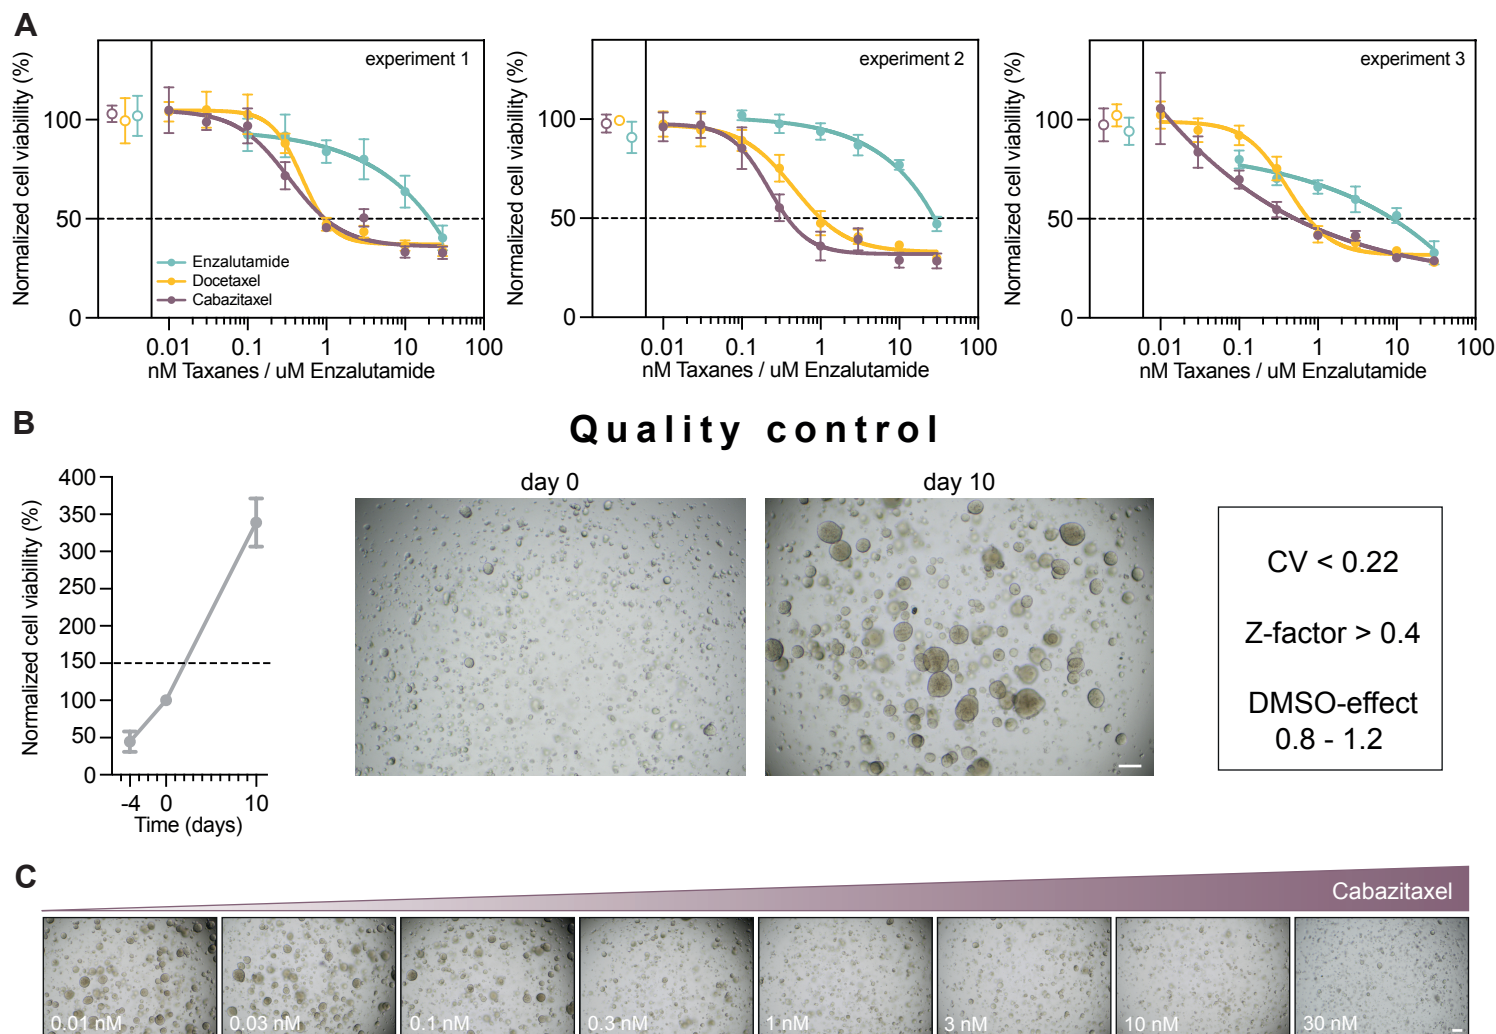 A
Normalized cell viabillity (%)
100
50
0
experiment 1
Enzalutamide
Docetaxel
Cabazitaxel
0.01 0.1 1 10 100
nM Taxanes / uM Enzalutamide
Normalized cell viabillity (%)
100
50
0
experiment 2
0.01 0.1 1 10 100
nM Taxanes / uM Enzalutamide
Normalized cell viabillity (%)
100
50
0
experiment 3
0.01 0.1 1 10 100
nM Taxanes / uM Enzalutamide
B
Quality control
Normalized cell viabillity (%)
400
350
300
250
200
150
100
50
0
-4 0 10
Time (days)
day 0
day 10
CV < 0.22
Z-factor > 0.4
DMSO-effect
0.8 - 1.2
C
Cabazitaxel
0.01 nM
0.03 nM
0.1 nM
0.3 nM
1 nM
3 nM
10 nM
30 nM